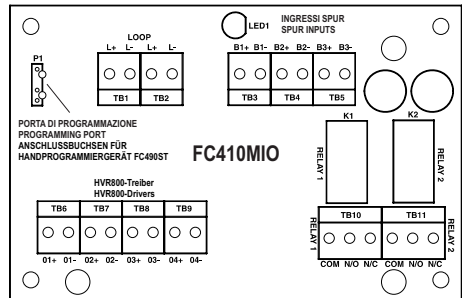 LED1
INGRESSI SPUR
SPUR INPUTS
LOOP
L+ L- L+ L-
B1+ B1- B2+ B2- B3+ B3-
P1
TB1 TB2
TB3 TB4 TB5
PORTA DI PROGRAMMAZIONE
PROGRAMMING PORT
ANSCHLUSSBUCHSEN FÜR
HANDPROGRAMMIERGERÄT FC490ST
FC410MIO
K1 K2
RELAY 1
RELAY 2
HVR800-Treiber
HVR800-Drivers
TB6 TB7 TB8 TB9
01+ 01- 02+ 02- 03+ 03- 04+ 04-
RELAY 1
TB10 TB11
RELAY 2
COM N/O N/C COM N/O N/C